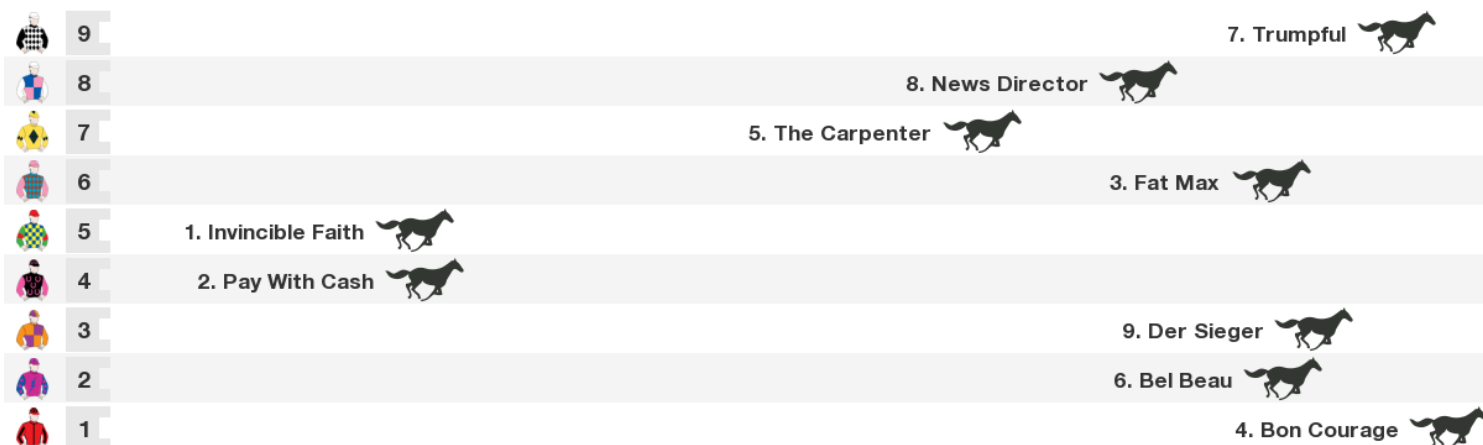 9 7. Trumpful
8 8. News Director
7 5. The Carpenter
6 3. Fat Max
5 1. Invincible Faith
4 2. Pay With Cash
3 9. Der Sieger
2 6. Bel Beau
1 4. Bon Courage